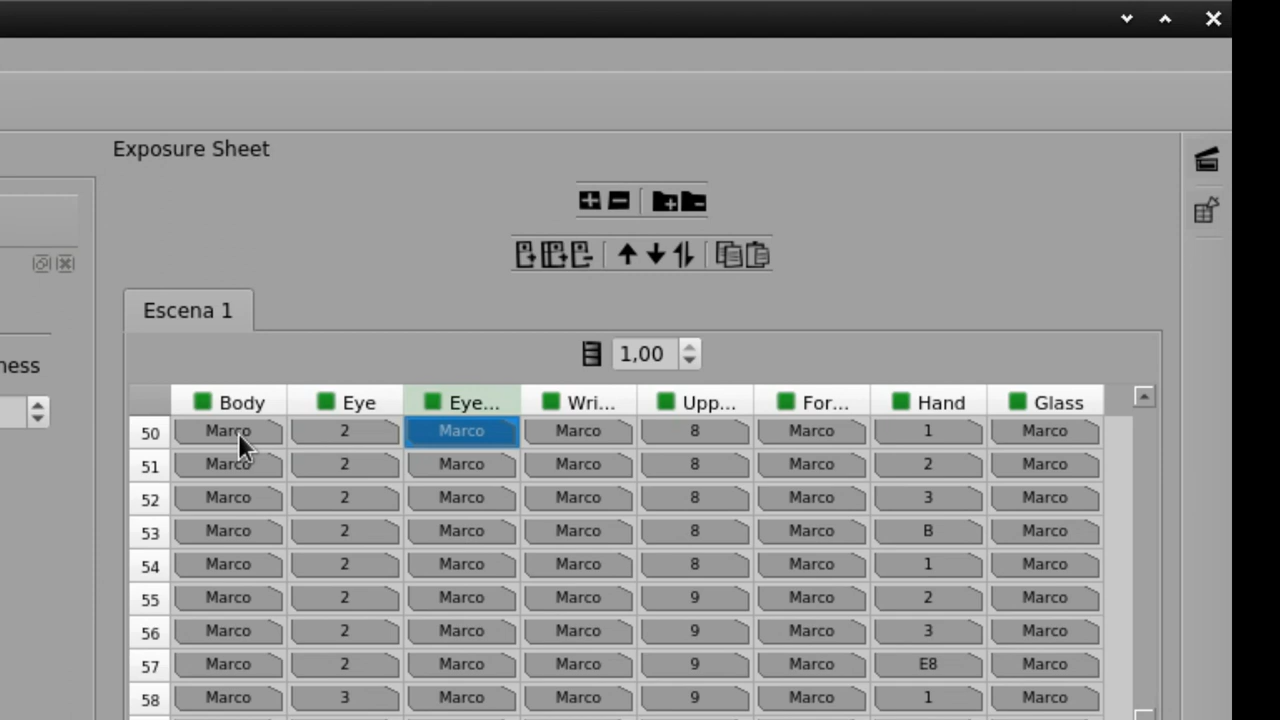 Exposure Sheet
Escena 1
ness
1,00
Body Eye Eye... Wri... Upp... For... Hand Glass
50 Marco 2 Marco Marco 8 Marco 1 Marco
51 Marco 2 Marco Marco 8 Marco 2 Marco
52 Marco 2 Marco Marco 8 Marco 3 Marco
53 Marco 2 Marco Marco 8 Marco B Marco
54 Marco 2 Marco Marco 8 Marco 1 Marco
55 Marco 2 Marco Marco 9 Marco 2 Marco
56 Marco 2 Marco Marco 9 Marco 3 Marco
57 Marco 2 Marco Marco 9 Marco E8 Marco
58 Marco 3 Marco Marco 9 Marco 1 Marco